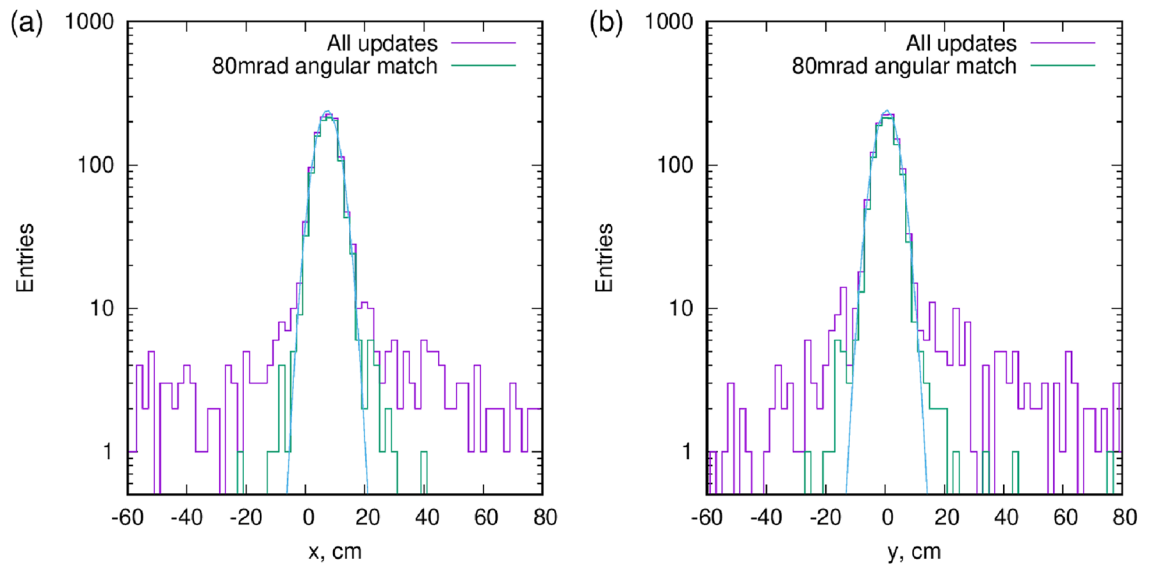 (a)
All updates
80mrad angular match
1000
100
10
1
Entries
-60 -40 -20 0 20 40 60 80
x, cm
(b)
All updates
80mrad angular match
1000
100
10
1
Entries
-60 -40 -20 0 20 40 60 80
y, cm